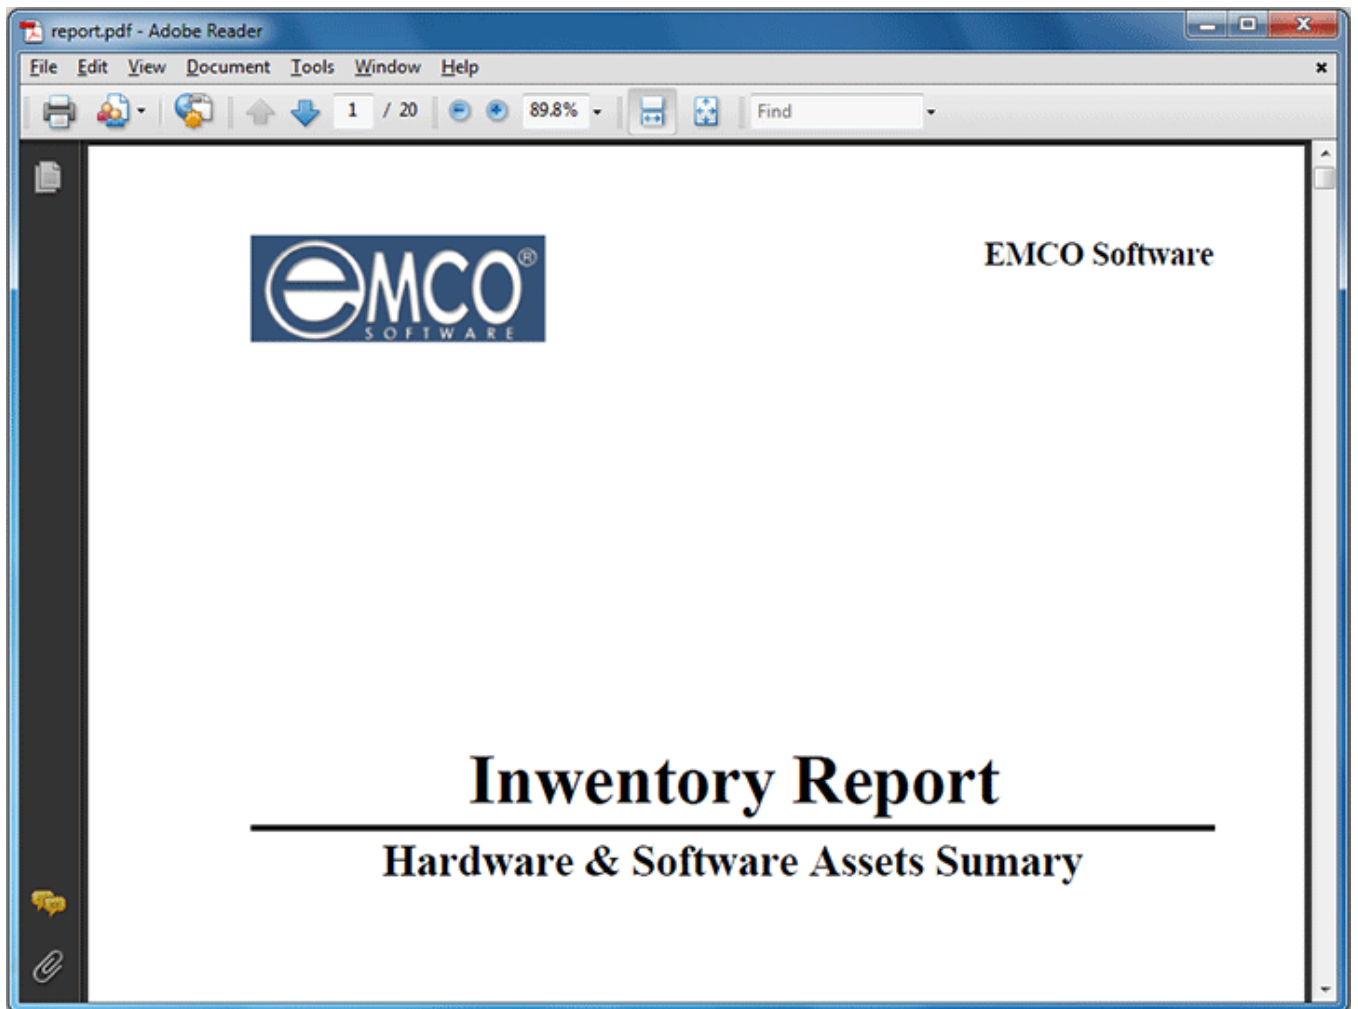 report.pdf - Adobe Reader
File Edit View Document Tools Window Help
1 / 20 89.8% Find
eMCO®
SOFTWARE
EMCO Software
Inwentory Report
Hardware & Software Assets Sumary